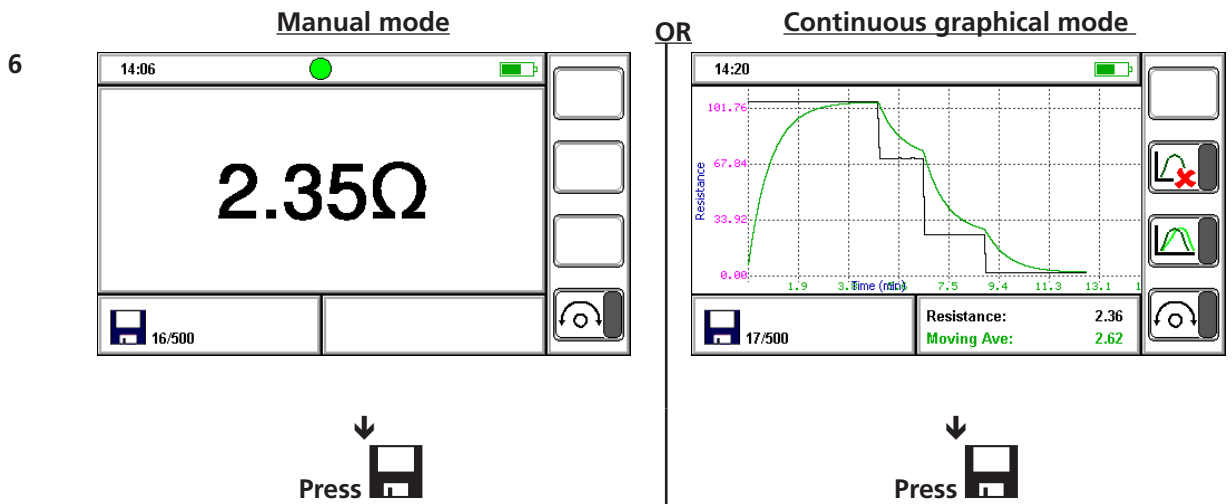 Manual mode
OR
Continuous graphical mode
6
14:06
2.35Ω
16/500
Press
14:20
101.76
67.84
33.92
0.00
Resistance
1.9
Time (min)
7.5
9.4
11.3
13.1
17/500
Resistance: 2.36
Moving Ave: 2.62
Press